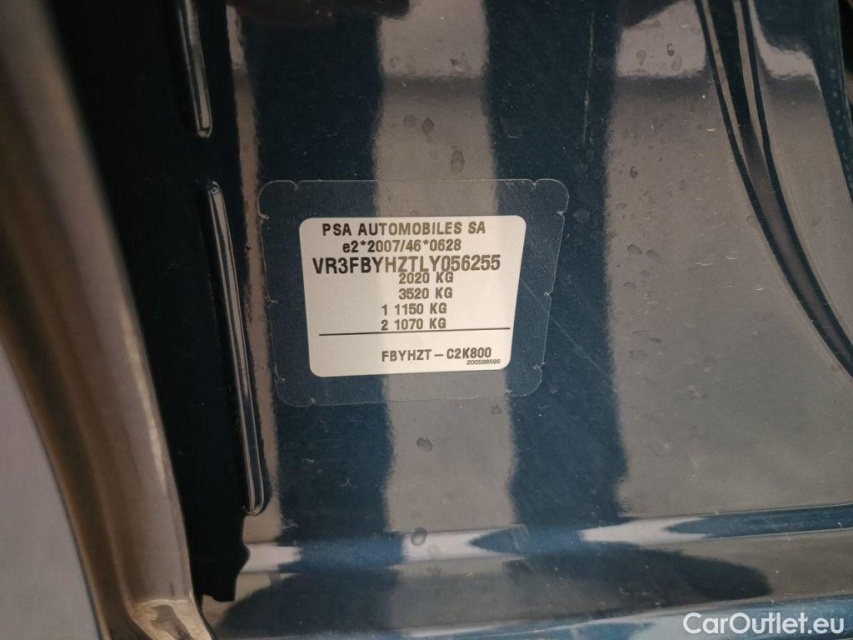 PSA AUTOMOBILES SA
e2*2007/46*0628
VR3FBYHZTLY056255
2020 KG
3520 KG
1 1150 KG
2 1070 KG
FBYHZT-C2K800
200598595
CarOutlet.eu